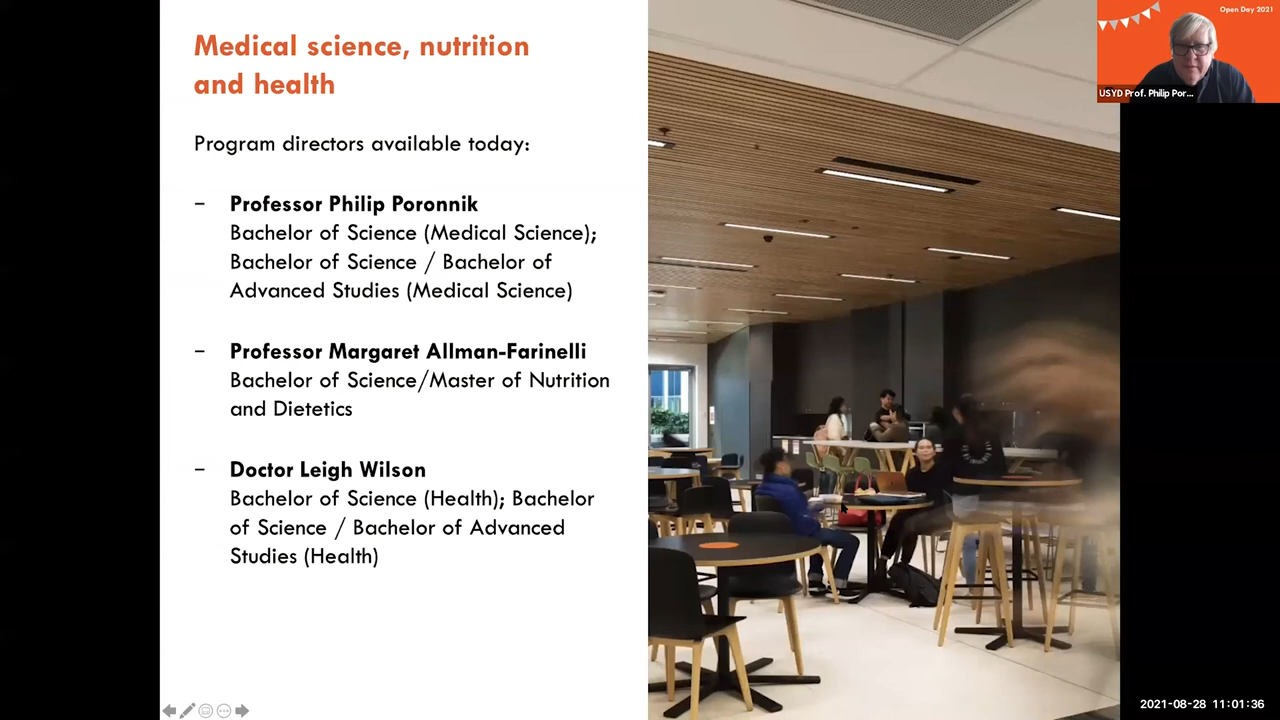 Medical science, nutrition
and health
Program directors available today:
– Professor Philip Poronnik
Bachelor of Science (Medical Science);
Bachelor of Science / Bachelor of
Advanced Studies (Medical Science)
– Professor Margaret Allman-Farinelli
Bachelor of Science/Master of Nutrition
and Dietetics
– Doctor Leigh Wilson
Bachelor of Science (Health); Bachelor
of Science / Bachelor of Advanced
Studies (Health)
Open Day 2021
USYD Prof. Philip Por...
2021-08-28 11:01:36